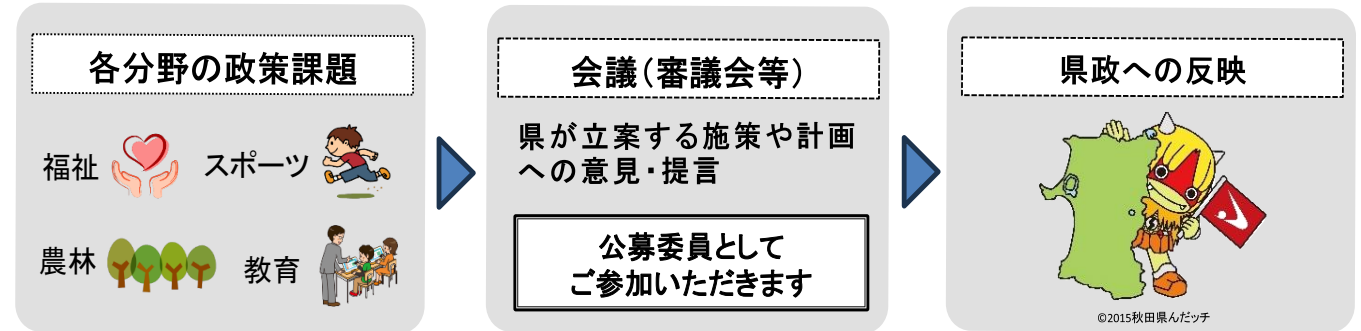 各分野の政策課題
福祉
スポーツ
農林
教育
会議(審議会等)
県が立案する施策や計画
への意見・提言
公募委員として
ご参加いただきます
県政への反映
©2015秋田県んだッチ